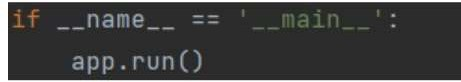 if __name__ == '__main__':
    app.run()